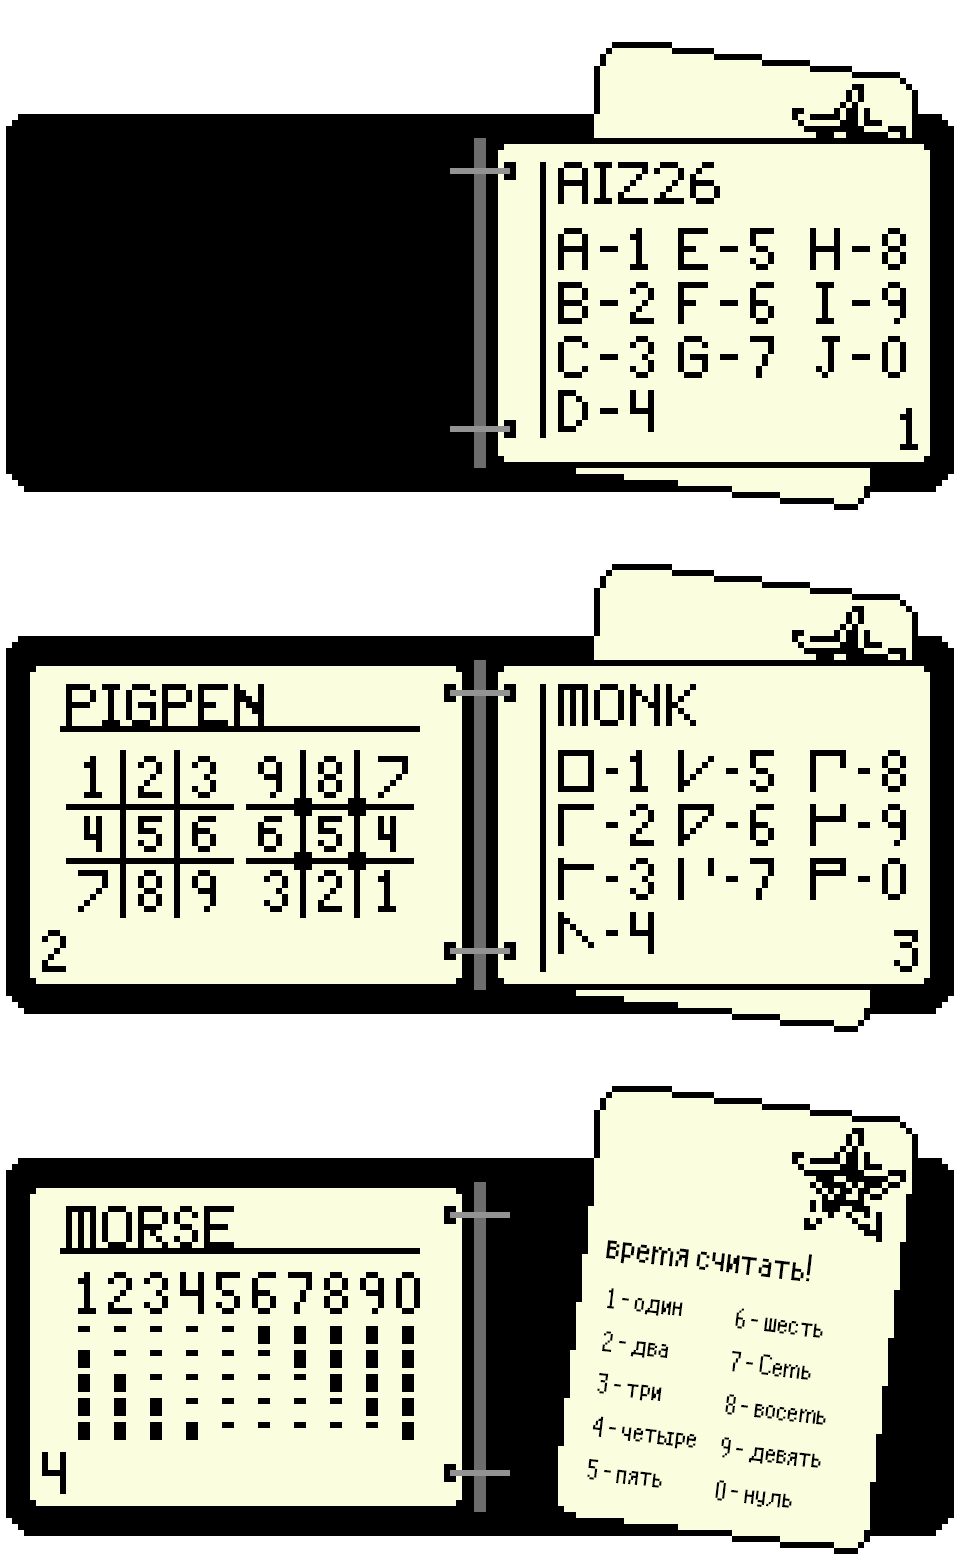 AIZ26
A-1 E-5 H-8
B-2 F-6 I-9
C-3 G-7 J-0
D-4
1
PIGPEN
1 2 3 9 8 7
4 5 6 6 5 4
7 8 9 3 2 1
2
MONK
-1 -5 -8
-2 -6 -9
-3 -7 -0
-4
3
MORSE
1234567890
4
время считать!
1-один 6-шесть
2-два 7-Семь
3-три 8-восемь
4-четыре 9-девять
5-пять 0-нуль